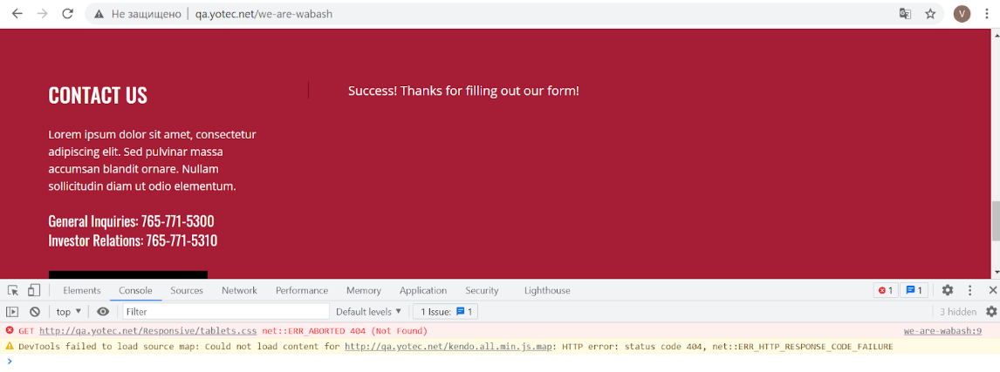 Не защищено | qa.yotec.net/we-are-wabash
V
CONTACT US
Success! Thanks for filling out our form!
Lorem ipsum dolor sit amet, consectetur
adipiscing elit. Sed pulvinar massa
accumsan blandit ornare. Nullam
sollicitudin diam ut odio elementum.
General Inquiries: 765-771-5300
Investor Relations: 765-771-5310
Elements Console Sources Network Performance Memory Application Security Lighthouse 1 1
top Filter Default levels 1 Issue: 1 3 hidden
GET http://qa.yotec.net/Responsive/tablets.css net::ERR_ABORTED 404 (Not Found) we-are-wabash:9
DevTools failed to load source map: Could not load content for http://qa.yotec.net/kendo.all.min.js.map: HTTP error: status code 404, net::ERR_HTTP_RESPONSE_CODE_FAILURE